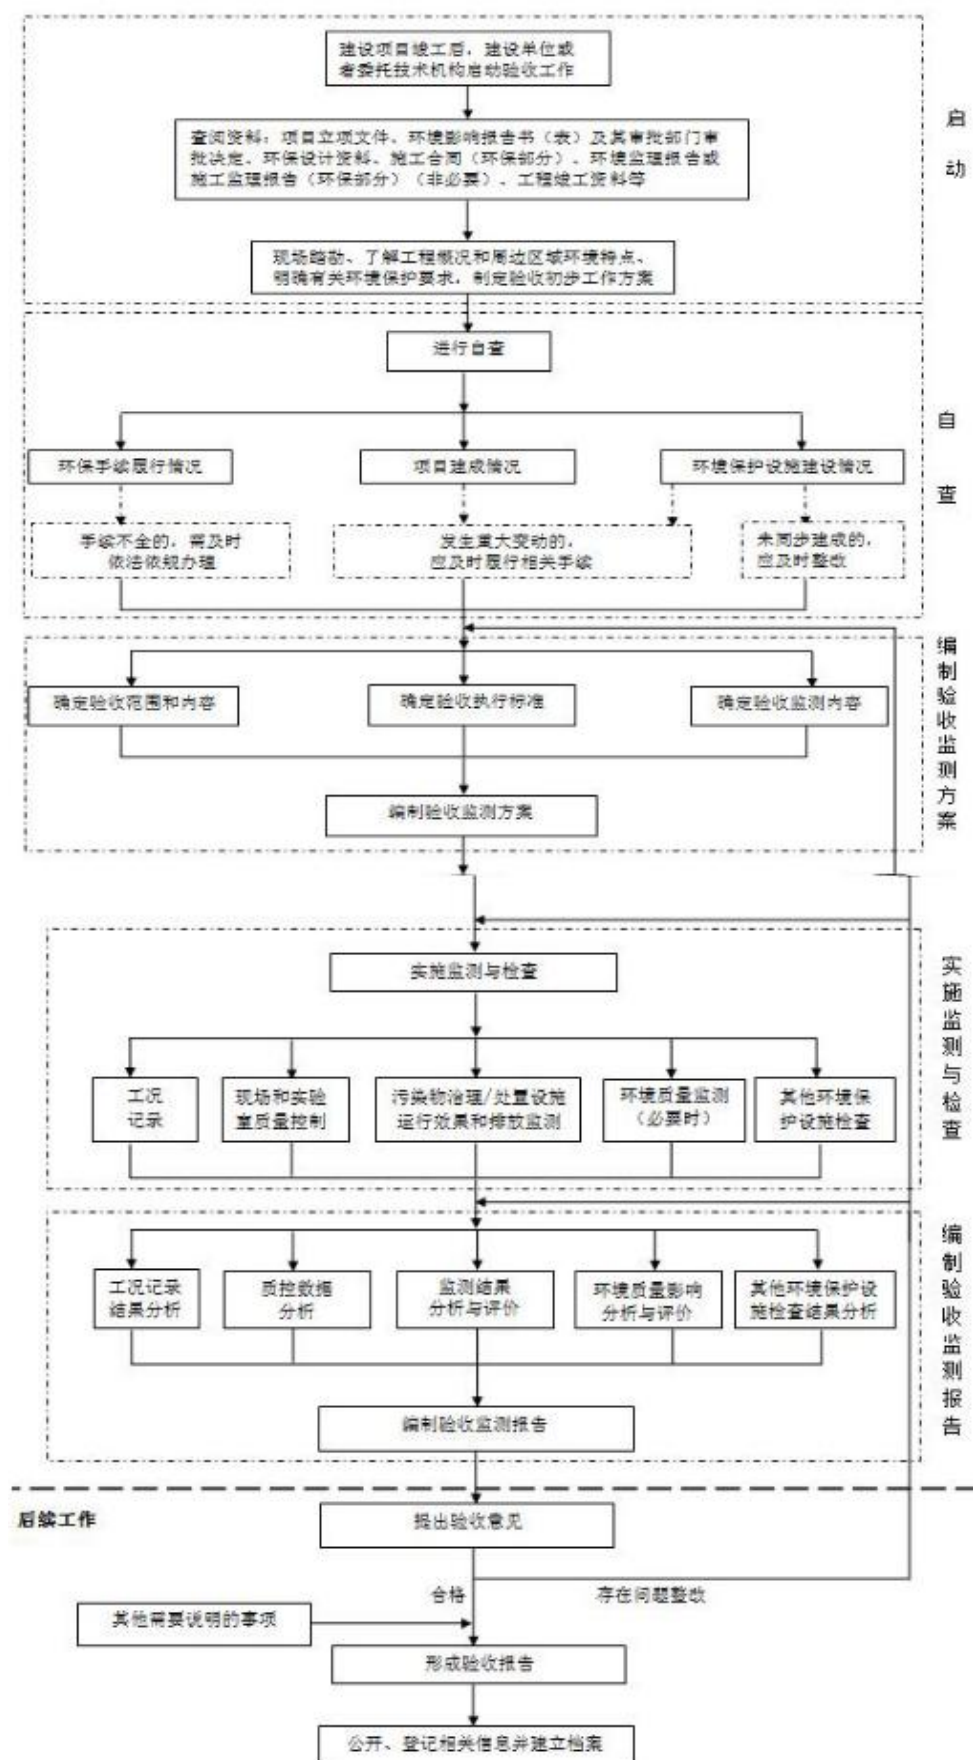 建设项目竣工后，建设单位或
者委托技术机构启动验收工作
启
动
查阅资料：项目立项文件、环境影响报告书（表）及其审批部门审
批决定、环保设计资料、施工合同（环保部分）、环境监理报告或
施工监理报告（环保部分）（非必要）、工程竣工资料等
现场踏勘、了解工程概况和周边区域环境特点、
明确有关环境保护要求，制定验收初步工作方案
进行自查
自
查
环保手续履行情况
项目建成情况
环境保护设施建设情况
手续不全的，需及时
依法依规办理
发生重大变动的，
应及时履行相关手续
未同步建成的，
应及时整改
编制验收监测方案
确定验收范围和内容
确定验收执行标准
确定验收监测内容
编制验收监测方案
实施监测与检查
实施监测与检查
工况
记录
现场和实验
室质量控制
污染物治理/处置设施
运行效果和排放监测
环境质量监测
（必要时）
其他环境保
护设施检查
编制验收监测报告
工况记录
结果分析
质控数据
分析
监测结果
分析与评价
环境质量影响
分析与评价
其他环境保护设
施检查结果分析
编制验收监测报告
后续工作
提出验收意见
合格
存在问题整改
其他需要说明的事项
形成验收报告
公开、登记相关信息并建立档案